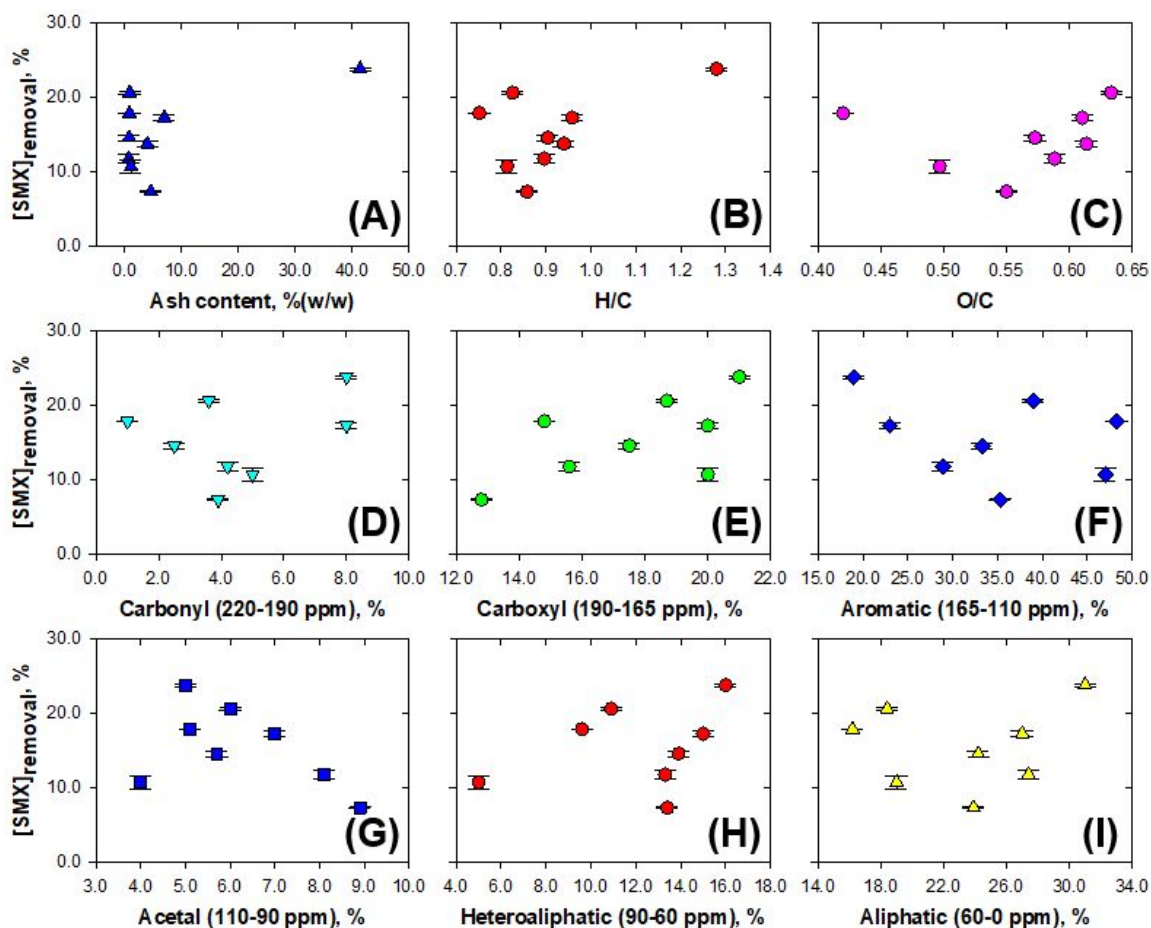 30.0
20.0
10.0
0.0
[SMX]removal, %
(A)
(B)
(C)
0.0 10.0 20.0 30.0 40.0 50.0
0.7 0.8 0.9 1.0 1.1 1.2 1.3 1.4
0.40 0.45 0.50 0.55 0.60 0.65
Ash content, %(w/w)
H/C
O/C
30.0
20.0
10.0
0.0
[SMX]removal, %
(D)
(E)
(F)
0.0 2.0 4.0 6.0 8.0 10.0
12.0 14.0 16.0 18.0 20.0 22.0
15.0 20.0 25.0 30.0 35.0 40.0 45.0 50.0
Carbonyl (220-190 ppm), %
Carboxyl (190-165 ppm), %
Aromatic (165-110 ppm), %
30.0
20.0
10.0
0.0
[SMX]removal, %
(G)
(H)
(I)
3.0 4.0 5.0 6.0 7.0 8.0 9.0 10.0
4.0 6.0 8.0 10.0 12.0 14.0 16.0 18.0
14.0 18.0 22.0 26.0 30.0 34.0
Acetal (110-90 ppm), %
Heteroaliphatic (90-60 ppm), %
Aliphatic (60-0 ppm), %